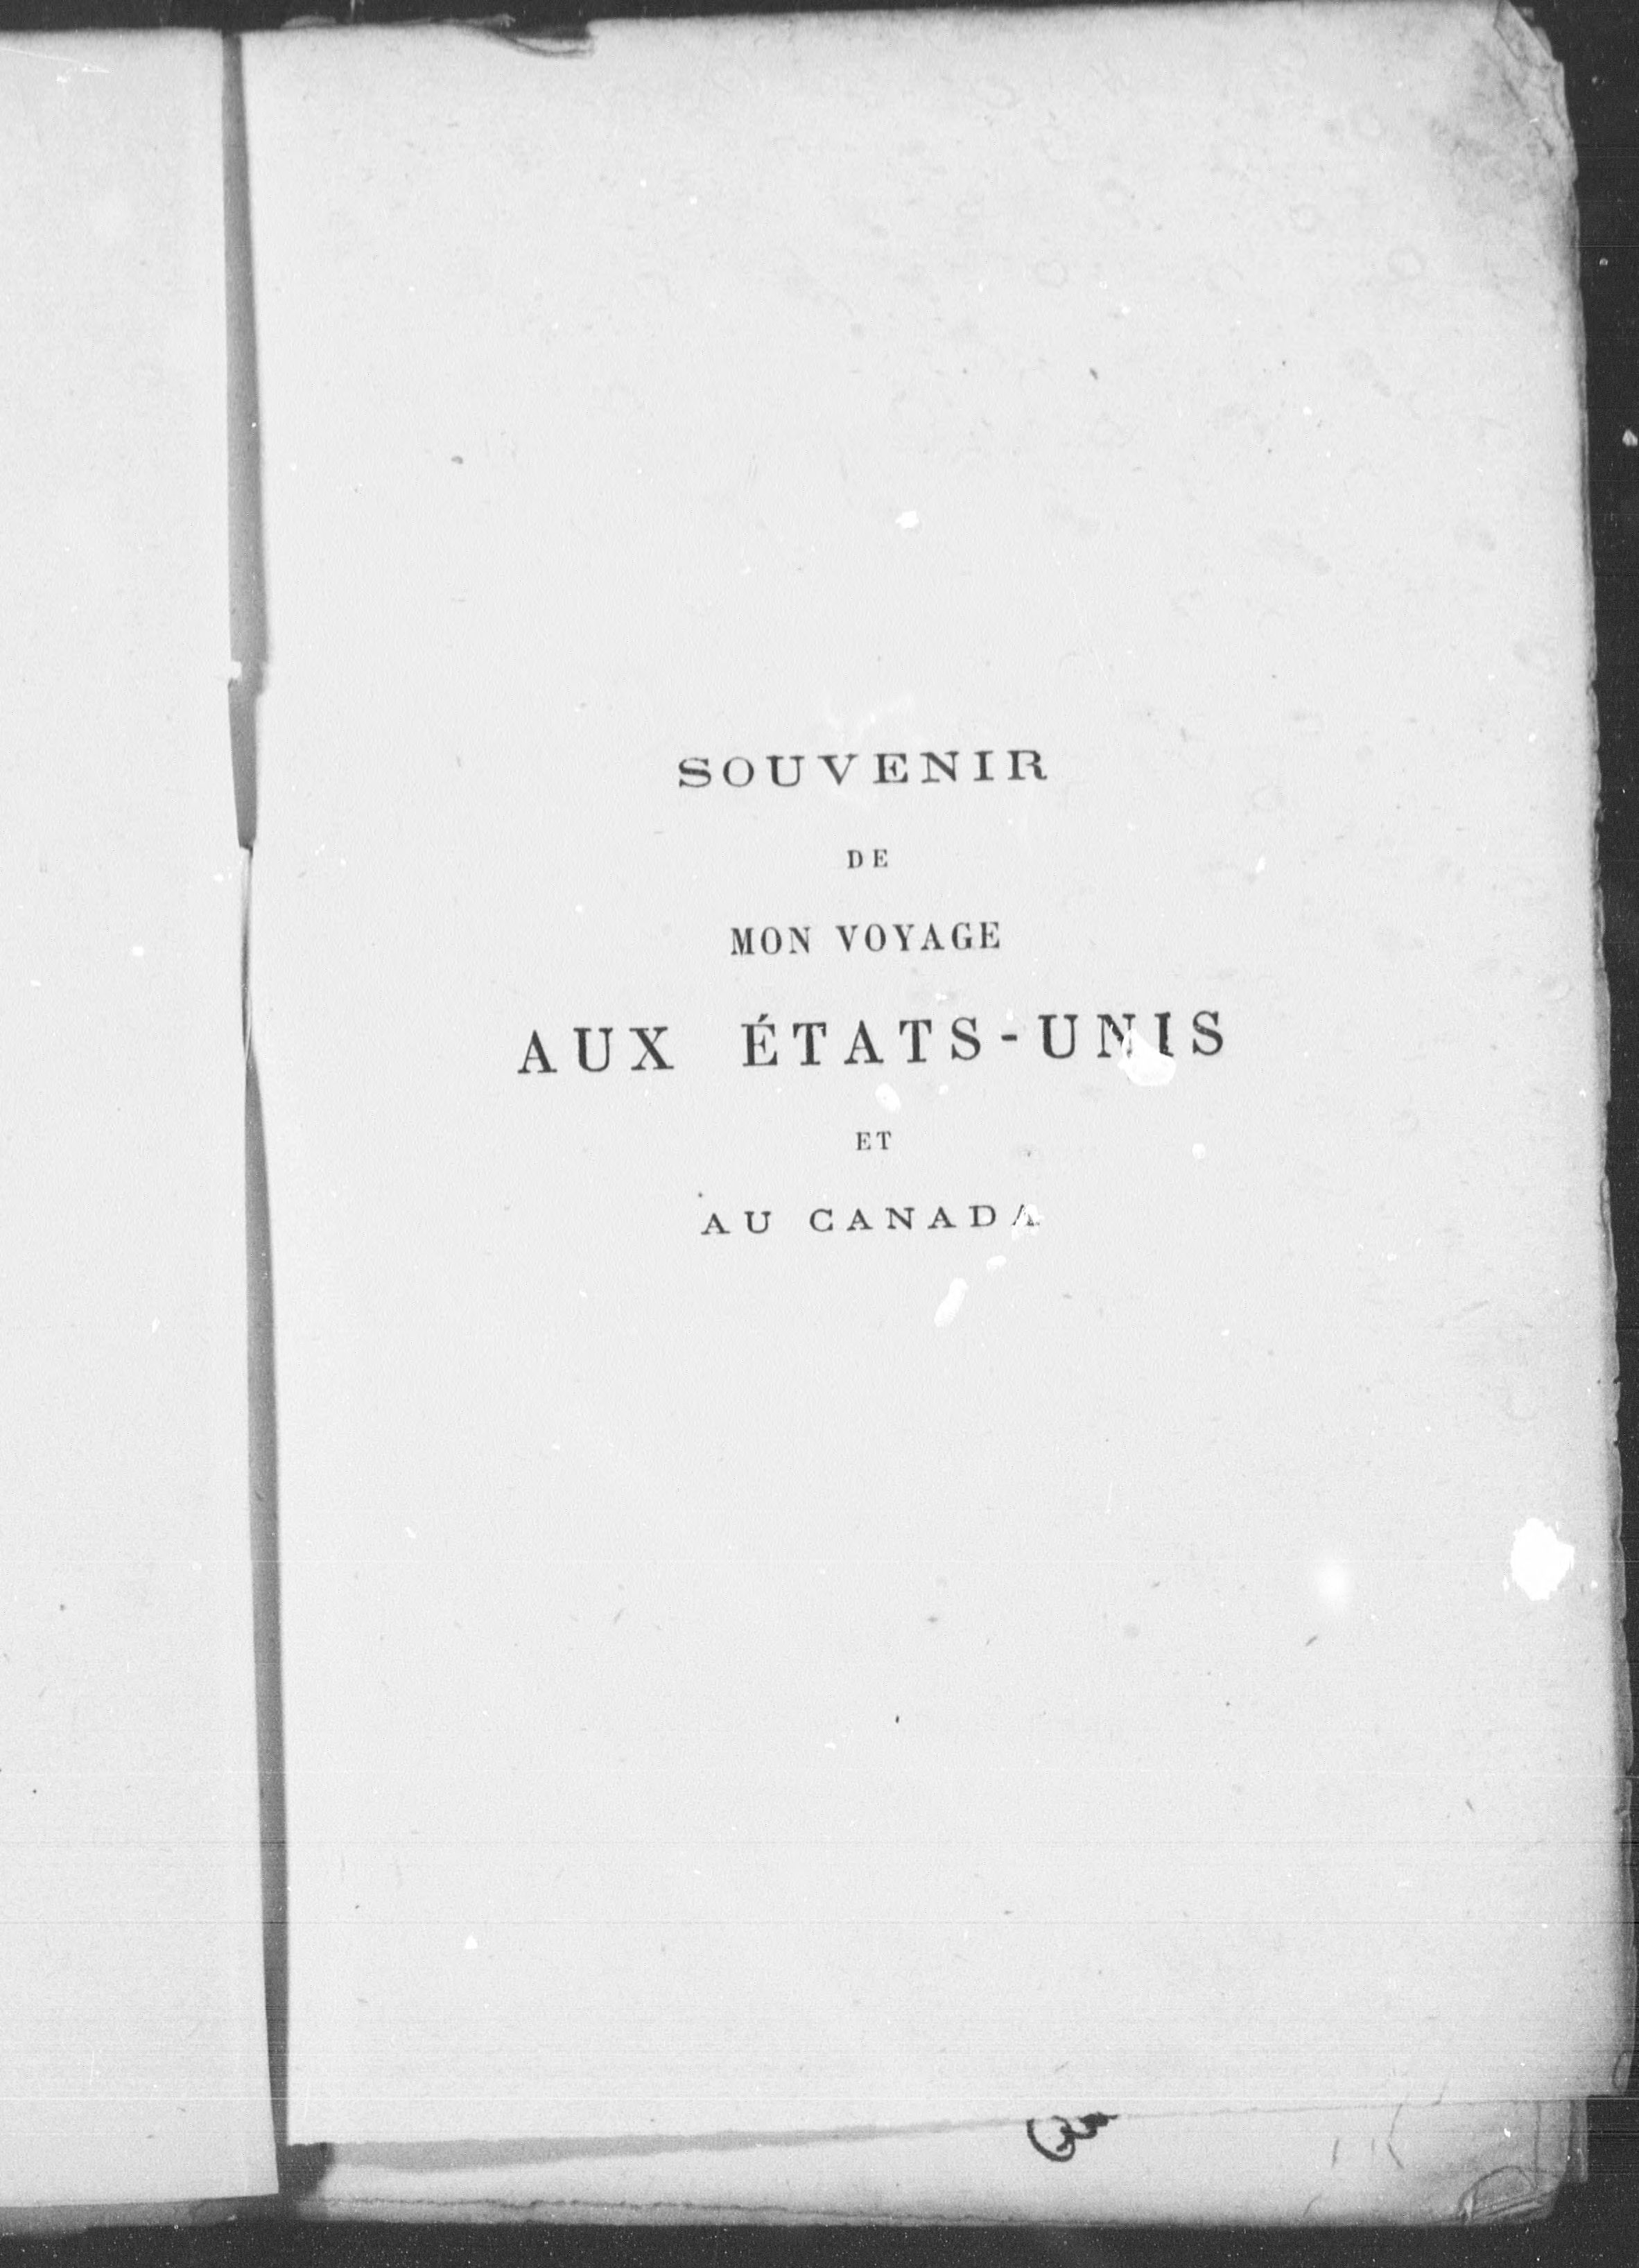 SOUVENIR
DE
MON VOYAGE
AUX ÉTATS-UNIS
ET
AU CANADA